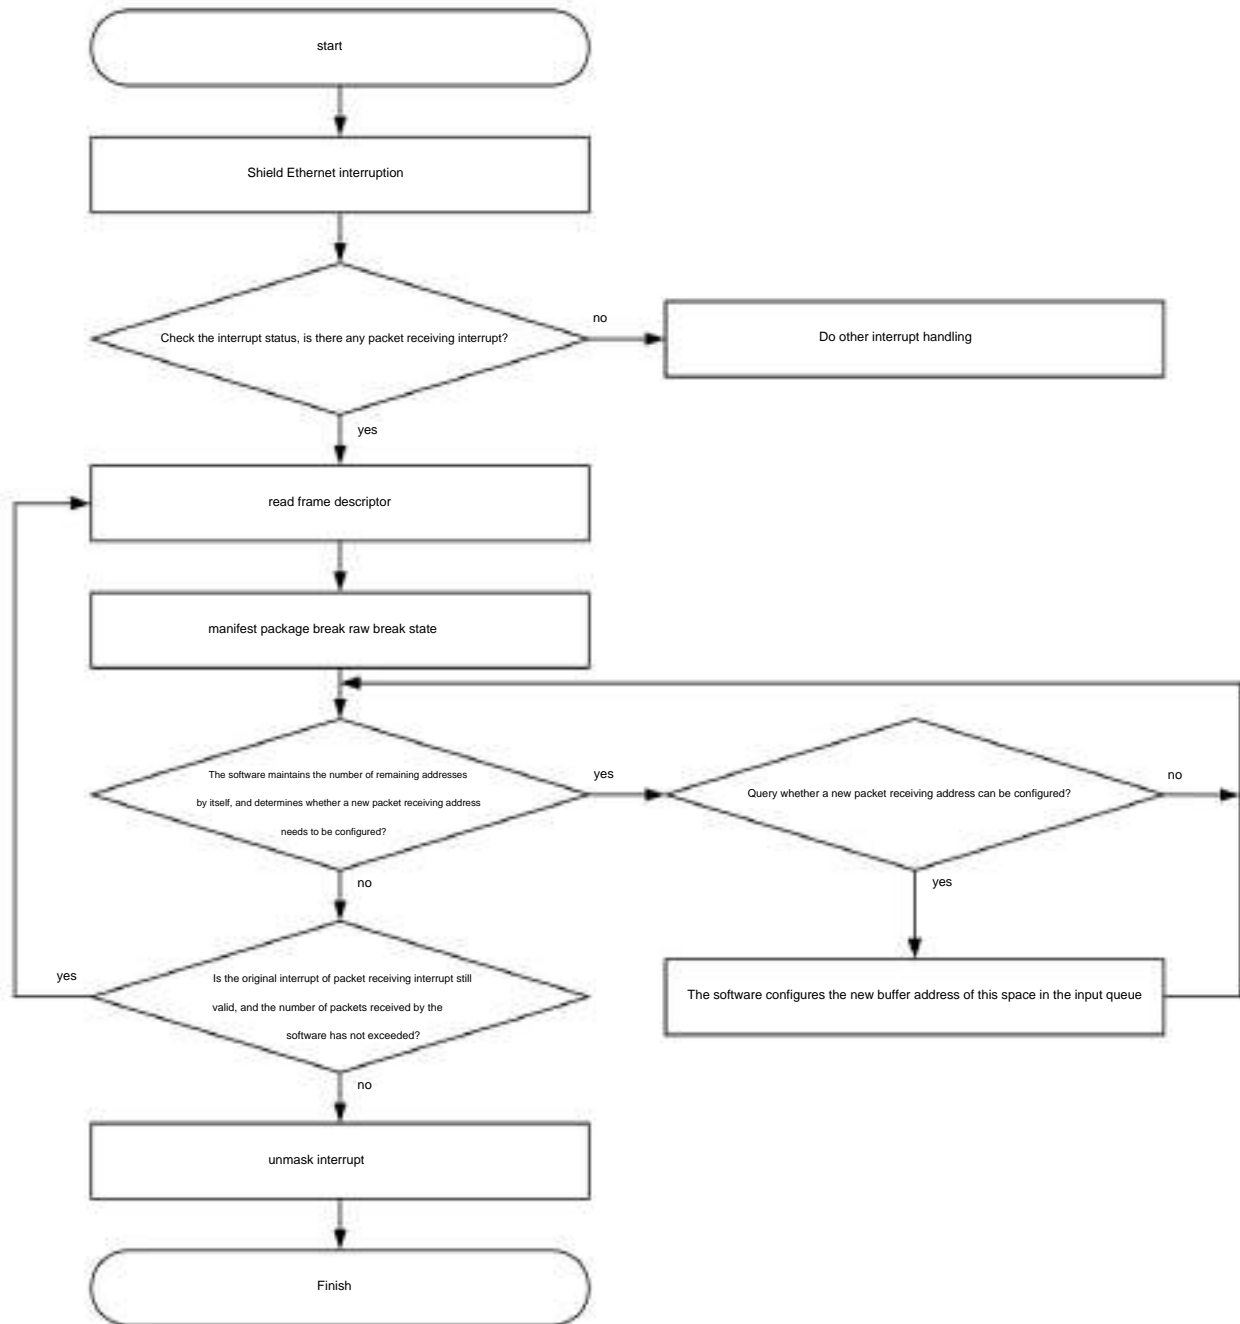 start
Shield Ethernet interruption
Check the interrupt status, is there any packet receiving interrupt?
no
Do other interrupt handling
yes
read frame descriptor
manifest package break raw break state
The software maintains the number of remaining addresses
by itself, and determines whether a new packet receiving address
needs to be configured?
yes
Query whether a new packet receiving address can be configured?
no
no
yes
yes
Is the original interrupt of packet receiving interrupt still
valid, and the number of packets received by the
software has not exceeded?
The software configures the new buffer address of this space in the input queue
no
unmask interrupt
Finish